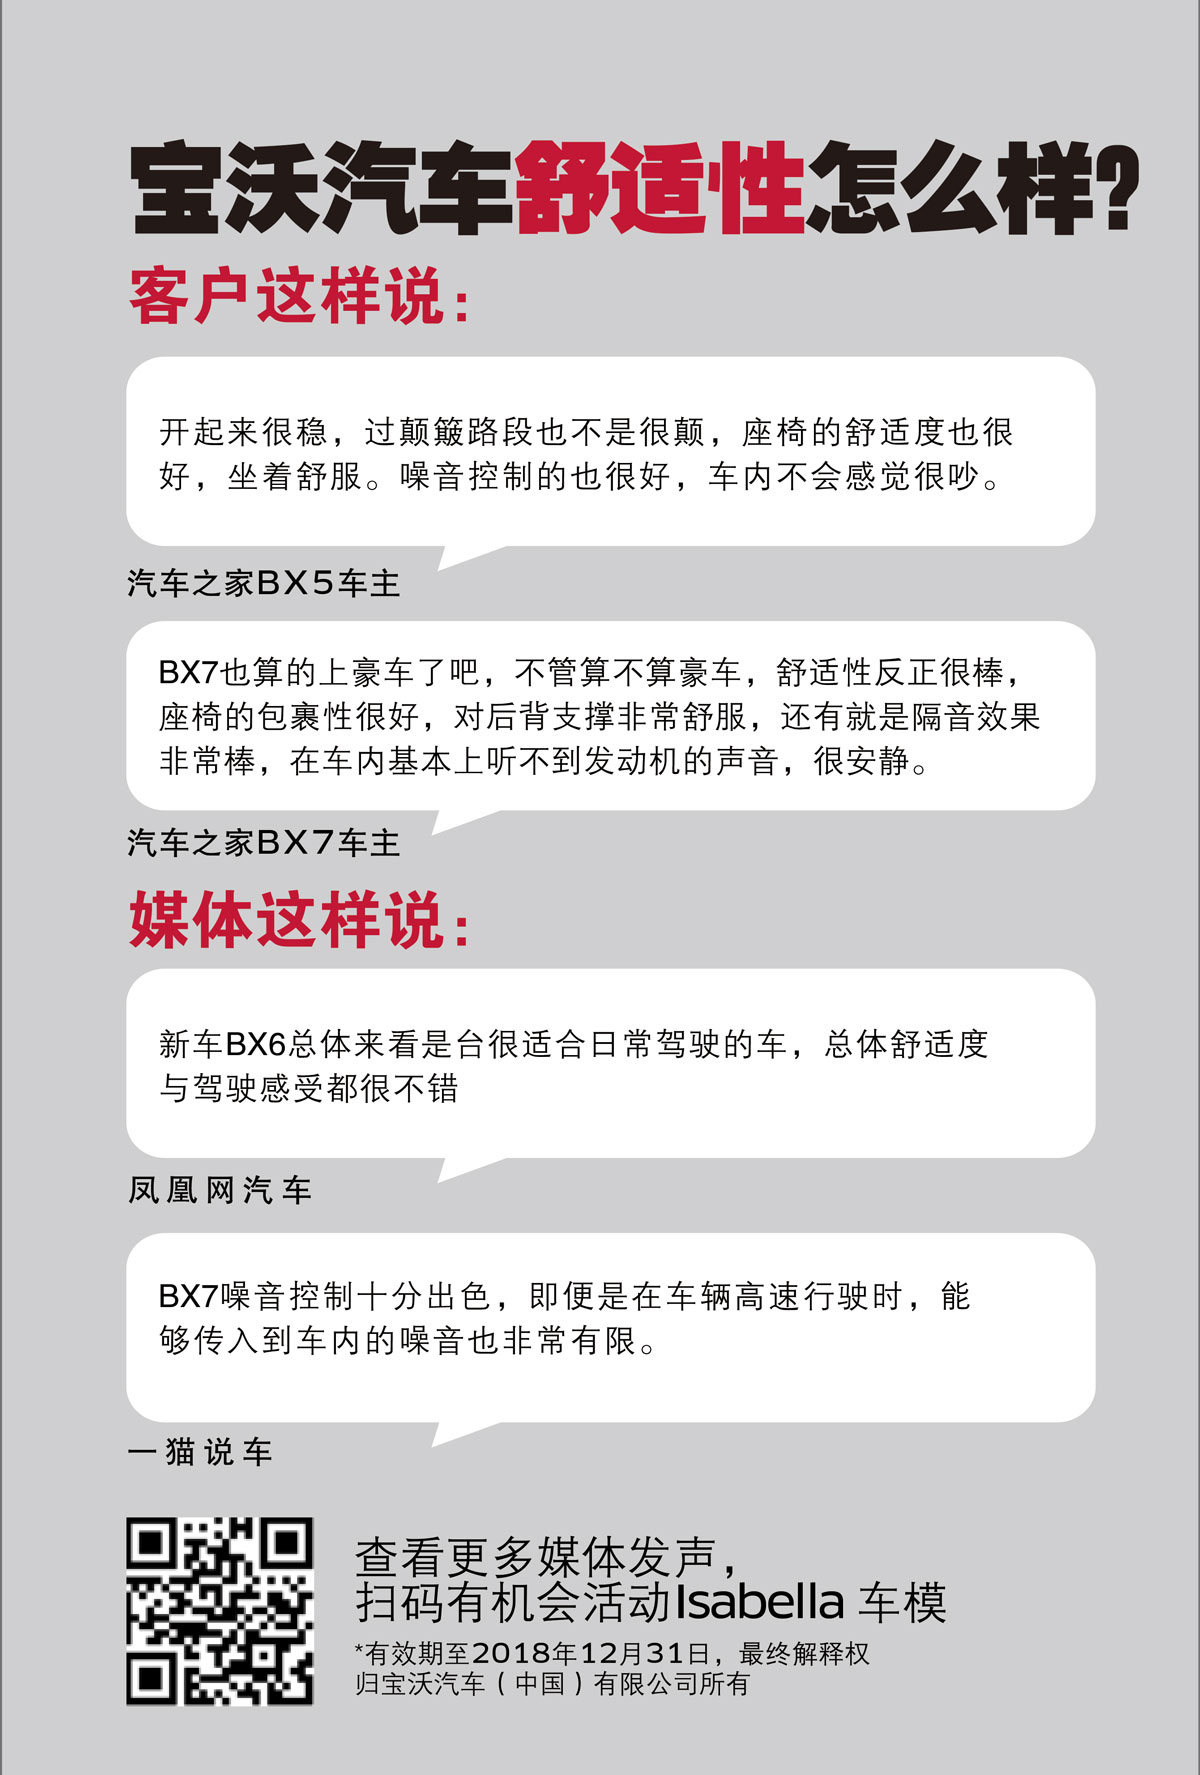 宝沃汽车舒适性怎么样?
客户这样说:
开起来很稳，过颠簸路段也不是很颠，座椅的舒适度也很
好，坐着舒服。噪音控制的也很好，车内不会感觉很吵。
汽车之家BX5车主
BX7也算的上豪车了吧，不管算不算豪车，舒适性反正很棒，
座椅的包裹性很好，对后背支撑非常舒服，还有就是隔音效果
非常棒，在车内基本上听不到发动机的声音，很安静。
汽车之家BX7车主
媒体这样说:
新车BX6总体来看是台很适合日常驾驶的车，总体舒适度
与驾驶感受都很不错
凤凰网汽车
BX7噪音控制十分出色，即便是在车辆高速行驶时，能
够传入到车内的噪音也非常有限。
一猫说车
查看更多媒体发声，
扫码有机会活动Isabella 车模
*有效期至2018年12月31日，最终解释权
归宝沃汽车（中国）有限公司所有